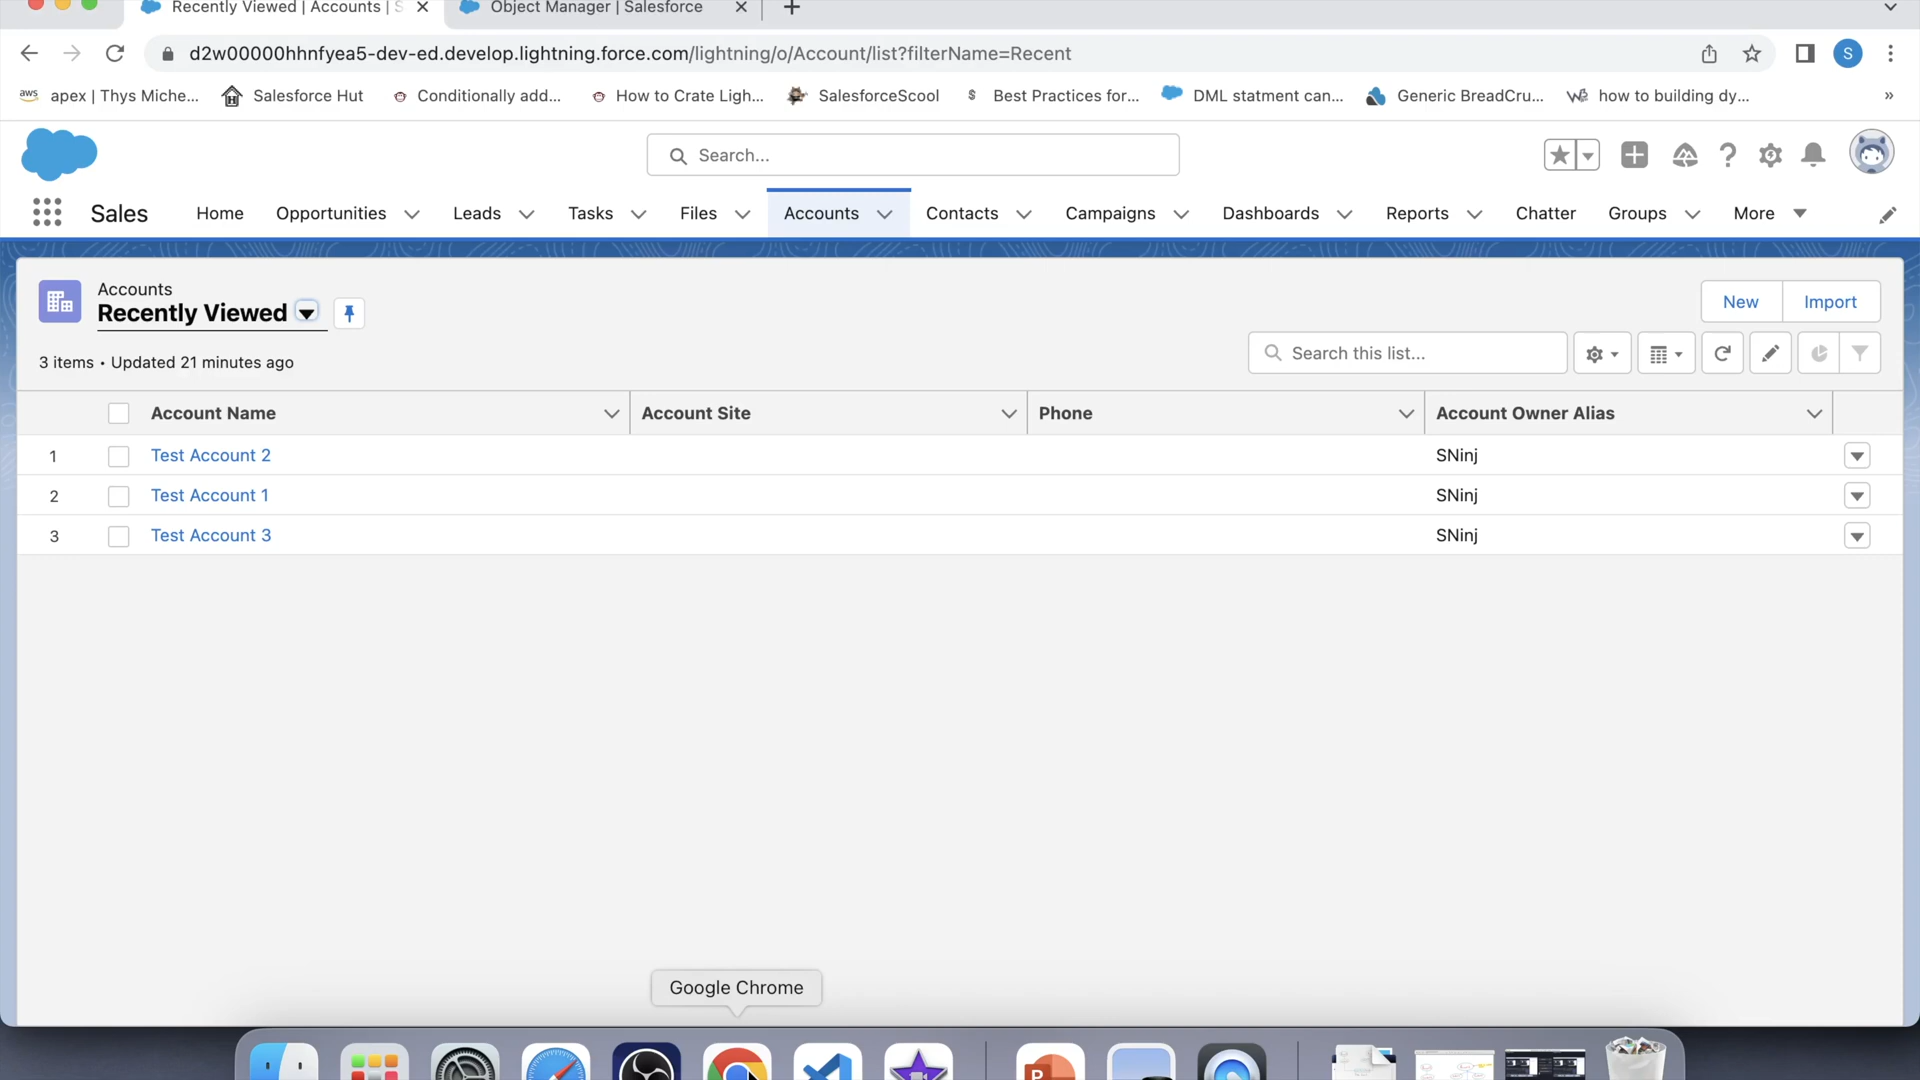 Recently Viewed | Accounts | S
Object Manager | Salesforce
d2w00000hhnfyea5-dev-ed.develop.lightning.force.com/lightning/o/Account/list?filterName=Recent
S
aws apex | Thys Miche...
Salesforce Hut
Conditionally add...
How to Crate Ligh...
SalesforceScool
Best Practices for...
DML statment can...
Generic BreadCru...
how to building dy...
»
Search...
Sales
Home
Opportunities
Leads
Tasks
Files
Accounts
Contacts
Campaigns
Dashboards
Reports
Chatter
Groups
More
Accounts
Recently Viewed
New
Import
3 items • Updated 21 minutes ago
Search this list...
Account Name
Account Site
Phone
Account Owner Alias
1 Test Account 2 SNinj
2 Test Account 1 SNinj
3 Test Account 3 SNinj
Google Chrome
P